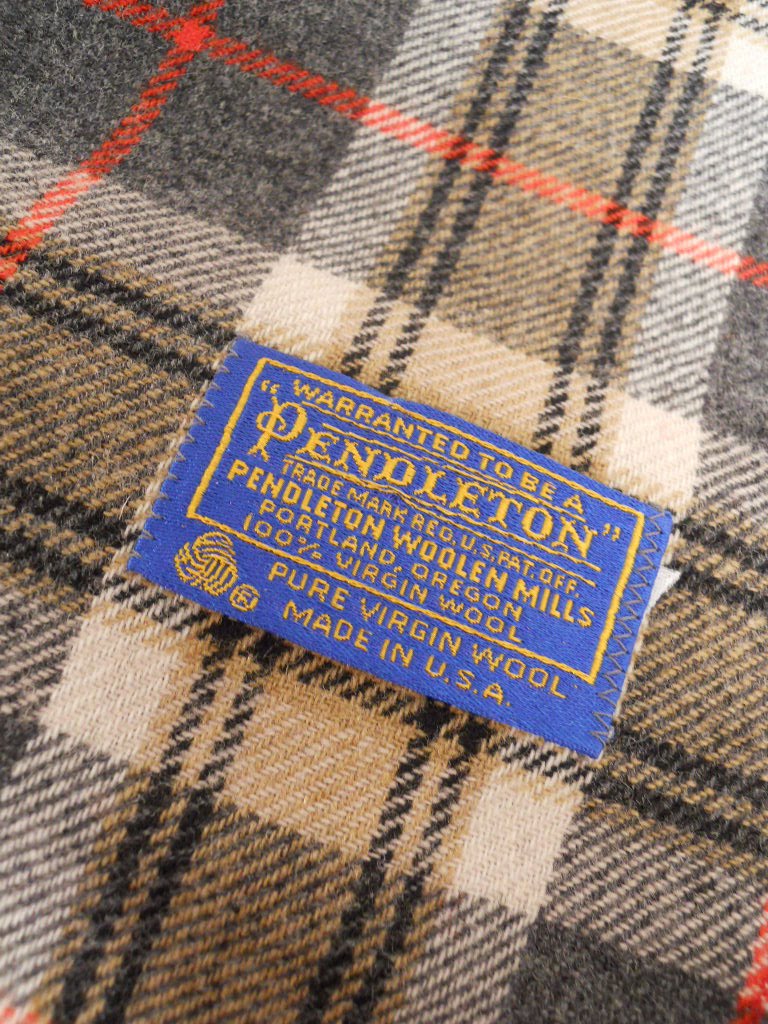 "WARRANTED TO BE A
PENDLETON"
TRADE MARK REG. U.S. PAT. OFF.
PENDLETON WOOLEN MILLS
PORTLAND, OREGON
100% VIRGIN WOOL
PURE VIRGIN WOOL
MADE IN U.S.A.